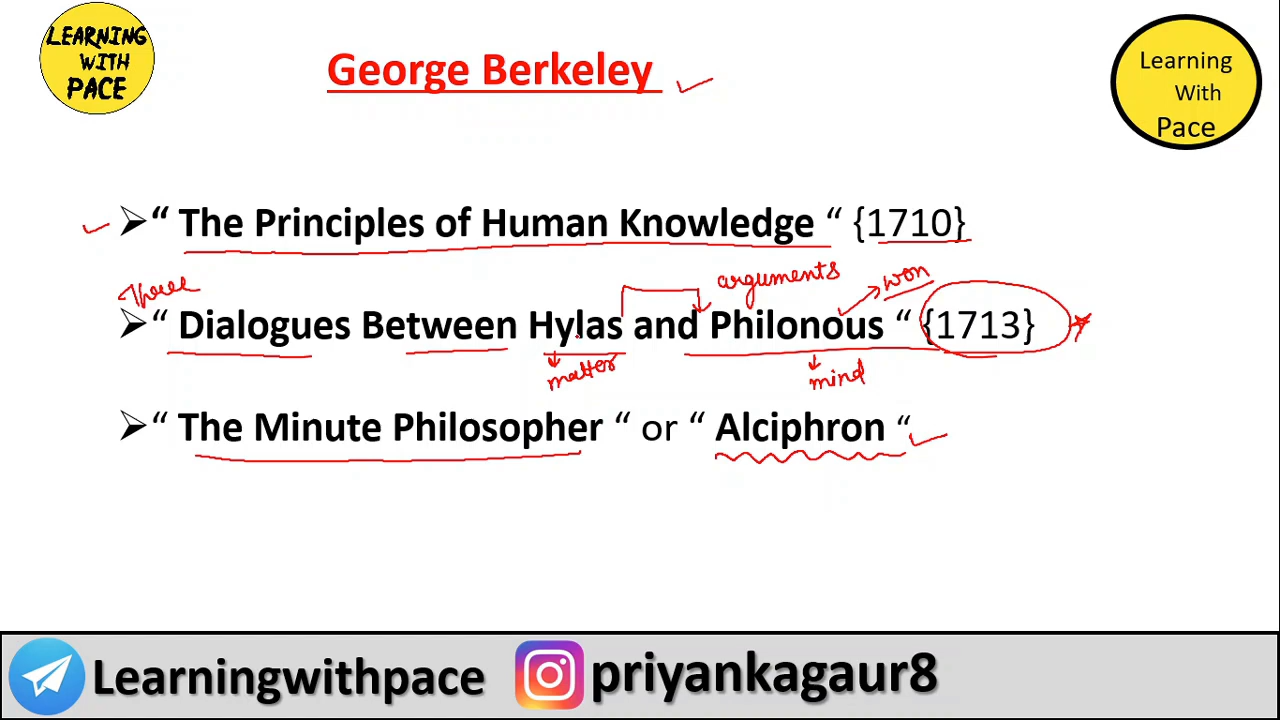 LEARNING
WITH
PACE
George Berkeley
Learning
With
Pace
“ The Principles of Human Knowledge “ {1710}
Three
arguments
won
“ Dialogues Between Hylas and Philonous “ {1713}
matter
mind
“ The Minute Philosopher “ or “ Alciphron “
Learningwithpace
priyankagaur8